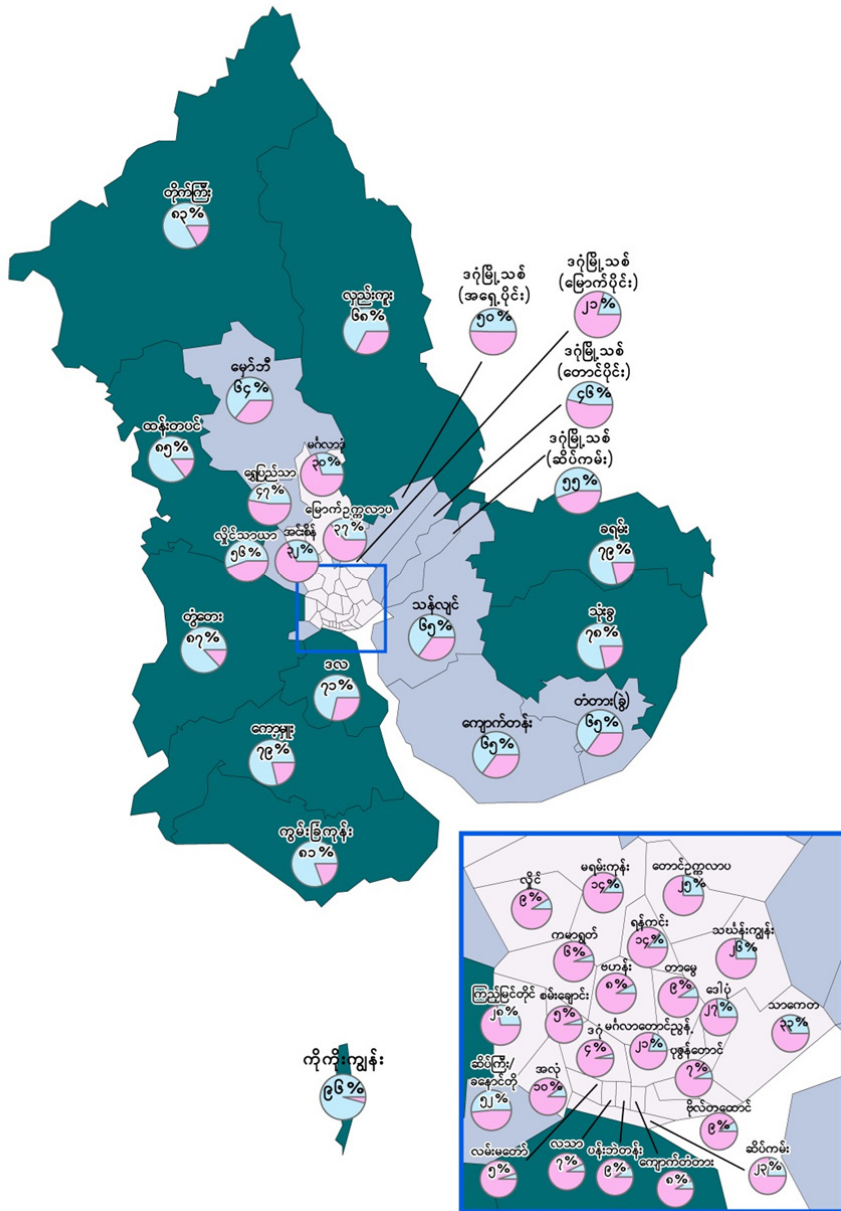 တိုက်ကြီး
၈၃%
လှည်းကူး
၆၈%
ဒဂုံမြို့သစ်
(အရှေ့ပိုင်း)
၅၀%
ဒဂုံမြို့သစ်
(မြောက်ပိုင်း)
၂၁%
ဒဂုံမြို့သစ်
(တောင်ပိုင်း)
၄၆%
ဒဂုံမြို့သစ်
(ဆိပ်ကမ်း)
၅၅%
မှော်ဘီ
၆၄%
ထန်းတပင်
၈၅%
မင်္ဂလာဒုံ
၃၀%
ရွှေပြည်သာ
၄၇%
မြောက်ဥက္ကလာပ
၃၇%
လှိုင်သာယာ
၅၆%
အင်းစိန်
၃၂%
ခရမ်း
၇၉%
သန်လျင်
၆၅%
သုံးခွ
၇၈%
တွံတေး
၈၇%
ဒလ
၇၁%
တံတား(ခွဲ)
၆၅%
ကျောက်တန်း
၆၅%
ကော့မှူး
၇၉%
ကွမ်းခြံကုန်း
၈၁%
ကိုကိုးကျွန်း
၉၆%
လှိုင်
၉%
မရမ်းကုန်း
၁၄%
တောင်ဥက္ကလာပ
၂၅%
ကမာရွတ်
၆%
ရန်ကင်း
၁၄%
သင်္ဃန်းကျွန်း
၂၆%
ဗဟန်း
၈%
တာမွေ
၉%
ဒေါပုံ
၂၇%
သာကေတ
၃၃%
ကြည့်မြင်တိုင်
၂၈%
စမ်းချောင်း
၅%
ဒဂုံ
၄%
မင်္ဂလာတောင်ညွန့်
၂၁%
ပုဇွန်တောင်
၇%
ဆိပ်ကြီး/
ခနောင်တို
၅၂%
အလုံ
၁၀%
ဗိုလ်တထောင်
၉%
လမ်းမတော်
၅%
လသာ
၇%
ပန်းဘဲတန်း
၉%
ကျောက်တံတား
၈%
ဆိပ်ကမ်း
၂၃%